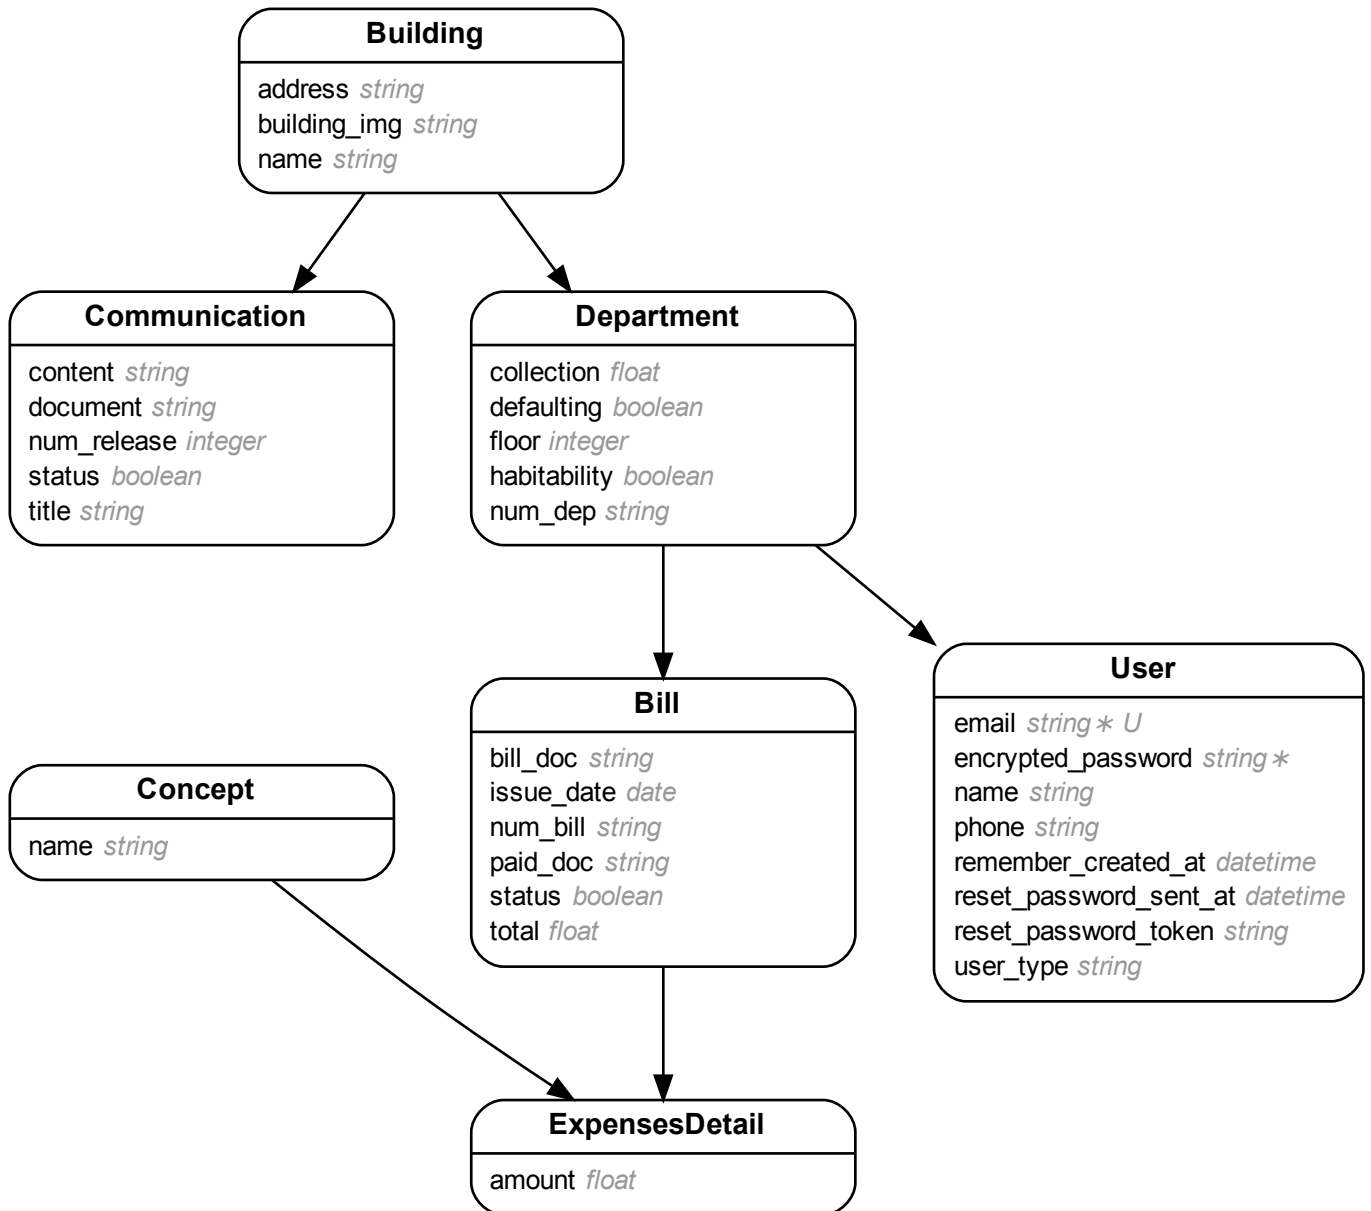 Building
address string
building_img string
name string
Communication
content string
document string
num_release integer
status boolean
title string
Department
collection float
defaulting boolean
floor integer
habitability boolean
num_dep string
Bill
bill_doc string
issue_date date
num_bill string
paid_doc string
status boolean
total float
User
email string∗ U
encrypted_password string∗
name string
phone string
remember_created_at datetime
reset_password_sent_at datetime
reset_password_token string
user_type string
Concept
name string
ExpensesDetail
amount float